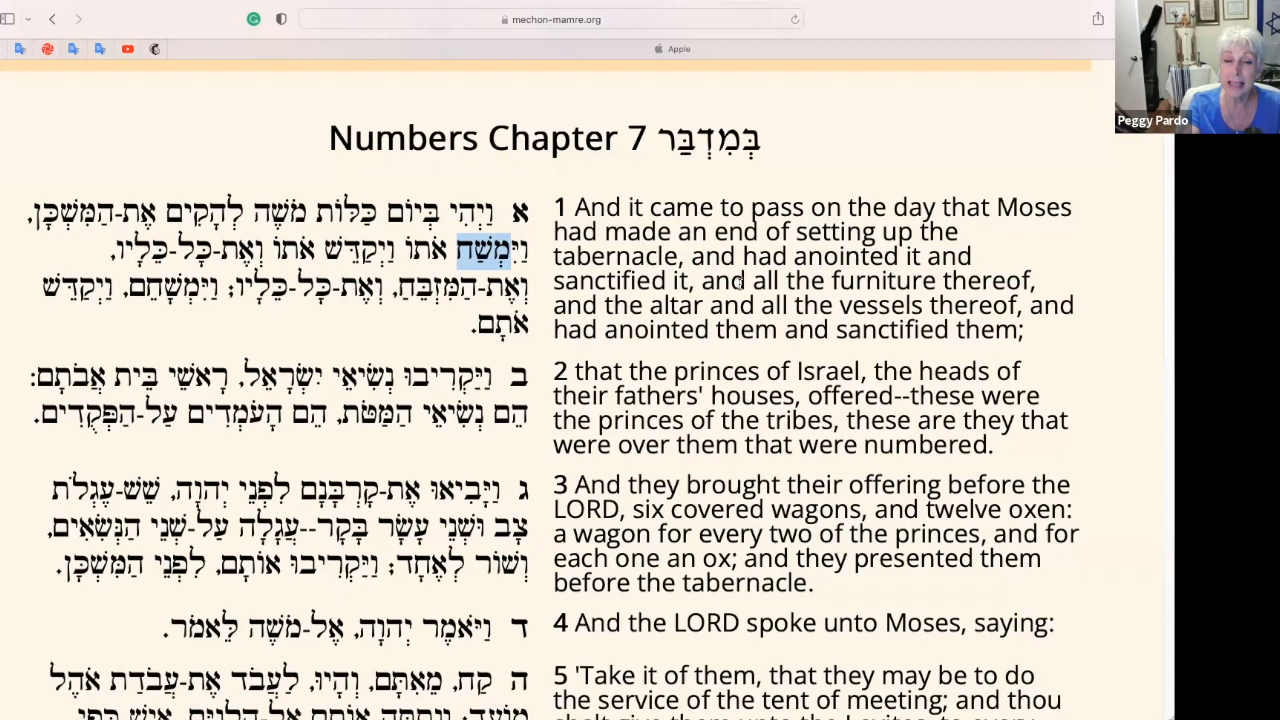 mechon-mamre.org
Apple
Peggy Pardo
Numbers Chapter 7 בְּמִדְבַּר
א וַיְהִי בְּיוֹם כַּלּוֹת מֹשֶׁה לְהָקִים אֶת-הַמִּשְׁכָּן,
וַיִּמְשַׁח אֹתוֹ וַיְקַדֵּשׁ אֹתוֹ וְאֶת-כָּל-כֵּלָיו,
וְאֶת-הַמִּזְבֵּחַ, וְאֶת-כָּל-כֵּלָיו; וַיִּמְשָׁחֵם, וַיְקַדֵּשׁ
אֹתָם.
1 And it came to pass on the day that Moses
had made an end of setting up the
tabernacle, and had anointed it and
sanctified it, and all the furniture thereof,
and the altar and all the vessels thereof, and
had anointed them and sanctified them;
ב וַיַּקְרִיבוּ נְשִׂיאֵי יִשְׂרָאֵל, רָאשֵׁי בֵּית אֲבֹתָם:
הֵם נְשִׂיאֵי הַמַּטֹּת, הֵם הָעֹמְדִים עַל-הַפְּקֻדִים.
2 that the princes of Israel, the heads of
their fathers' houses, offered--these were
the princes of the tribes, these are they that
were over them that were numbered.
ג וַיָּבִיאוּ אֶת-קָרְבָּנָם לִפְנֵי יְהוָה, שֵׁשׁ-עֶגְלֹת
צָב וּשְׁנֵי עָשָׂר בָּקָר--עֲגָלָה עַל-שְׁנֵי הַנְּשִׂאִים,
וְשׁוֹר לְאֶחָד; וַיַּקְרִיבוּ אוֹתָם, לִפְנֵי הַמִּשְׁכָּן.
3 And they brought their offering before the
LORD, six covered wagons, and twelve oxen:
a wagon for every two of the princes, and for
each one an ox; and they presented them
before the tabernacle.
ד וַיֹּאמֶר יְהוָה, אֶל-מֹשֶׁה לֵּאמֹר.
4 And the LORD spoke unto Moses, saying:
ה קַח, מֵאִתָּם, וְהָיוּ, לַעֲבֹד אֶת-עֲבֹדַת אֹהֶל
5 'Take it of them, that they may be to do
the service of the tent of meeting; and thou